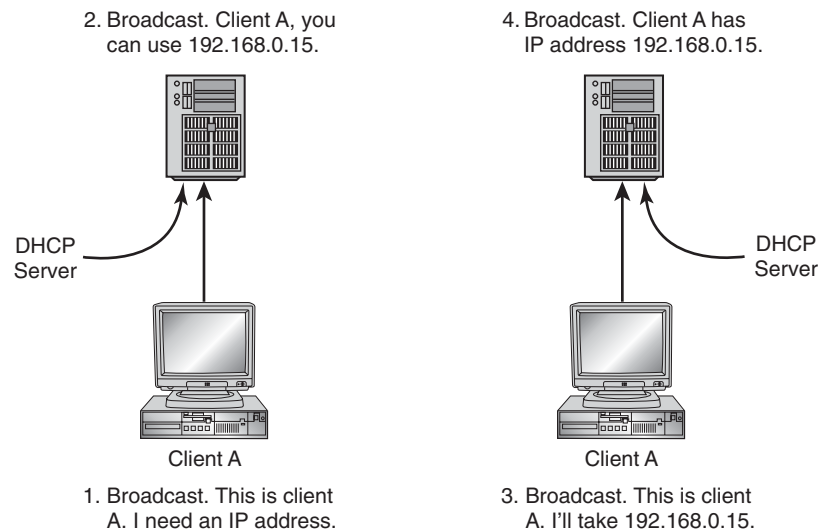 2. Broadcast. Client A, you
can use 192.168.0.15.
4. Broadcast. Client A has
IP address 192.168.0.15.
DHCP
Server
DHCP
Server
Client A
Client A
1. Broadcast. This is client
A. I need an IP address.
3. Broadcast. This is client
A. I'll take 192.168.0.15.